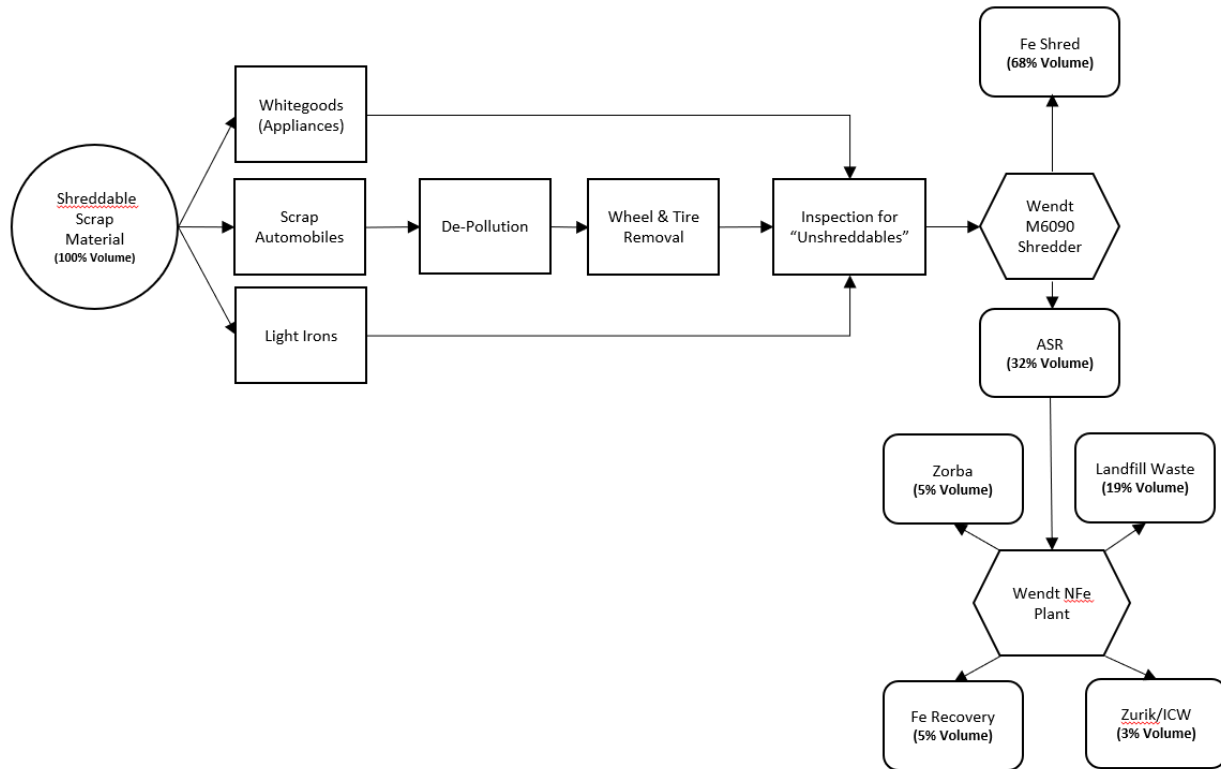 Fe Shred
(68% Volume)
Whitegoods
(Appliances)
Shreddable
Scrap
Material
(100% Volume)
Scrap
Automobiles
De-Pollution
Wheel & Tire
Removal
Inspection for
“Unshreddables”
Wendt
M6090
Shredder
Light Irons
ASR
(32% Volume)
Zorba
(5% Volume)
Landfill Waste
(19% Volume)
Wendt NFe
Plant
Fe Recovery
(5% Volume)
Zurik/ICW
(3% Volume)